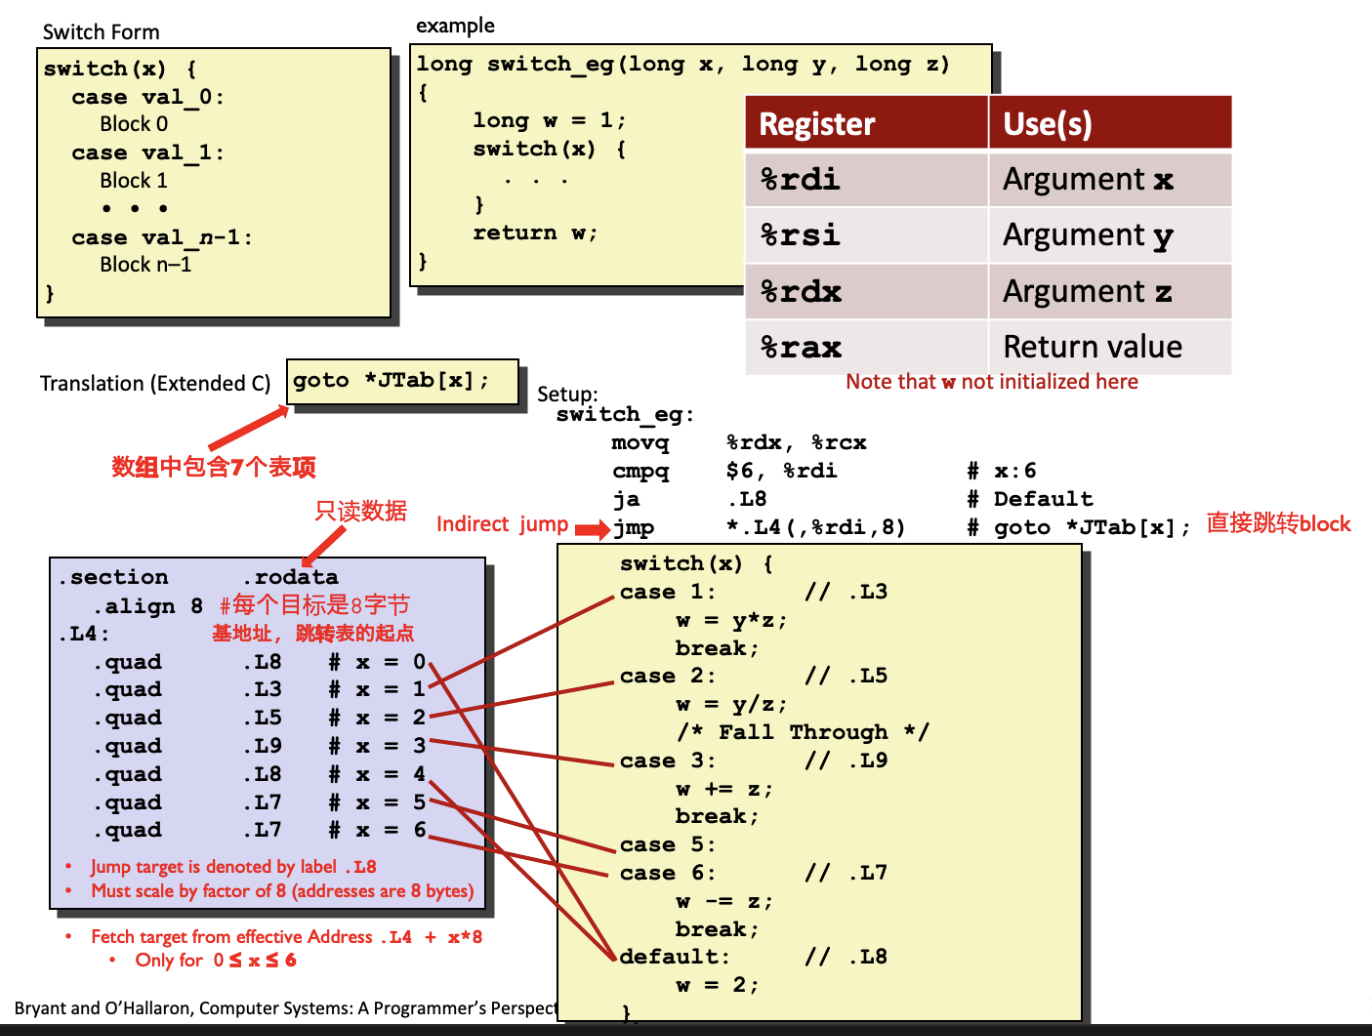 Switch Form
switch(x) {
case val_0:
Block 0
case val_1:
Block 1
• • •
case val_n-1:
Block n–1
}
example
long switch_eg(long x, long y, long z)
{
long w = 1;
switch(x) {
. . .
}
return w;
}
Register Use(s)
%rdi Argument x
%rsi Argument y
%rdx Argument z
%rax Return value
Note that w not initialized here
Translation (Extended C)
goto *JTab[x];
数组中包含7个表项
Setup:
switch_eg:
movq %rdx, %rcx
cmpq $6, %rdi # x:6
ja .L8 # Default
Indirect jump
jmp *.L4(,%rdi,8) # goto *JTab[x];
直接跳转block
只读数据
.section .rodata
.align 8 #每个目标是8字节
.L4: 基地址, 跳转表的起点
.quad .L8 # x = 0
.quad .L3 # x = 1
.quad .L5 # x = 2
.quad .L9 # x = 3
.quad .L8 # x = 4
.quad .L7 # x = 5
.quad .L7 # x = 6
• Jump target is denoted by label .L8
• Must scale by factor of 8 (addresses are 8 bytes)
• Fetch target from effective Address .L4 + x*8
• Only for 0 ≤ x ≤ 6
switch(x) {
case 1: // .L3
w = y*z;
break;
case 2: // .L5
w = y/z;
/* Fall Through */
case 3: // .L9
w += z;
break;
case 5:
case 6: // .L7
w -= z;
break;
default: // .L8
w = 2;
}
Bryant and O'Hallaron, Computer Systems: A Programmer's Perspect